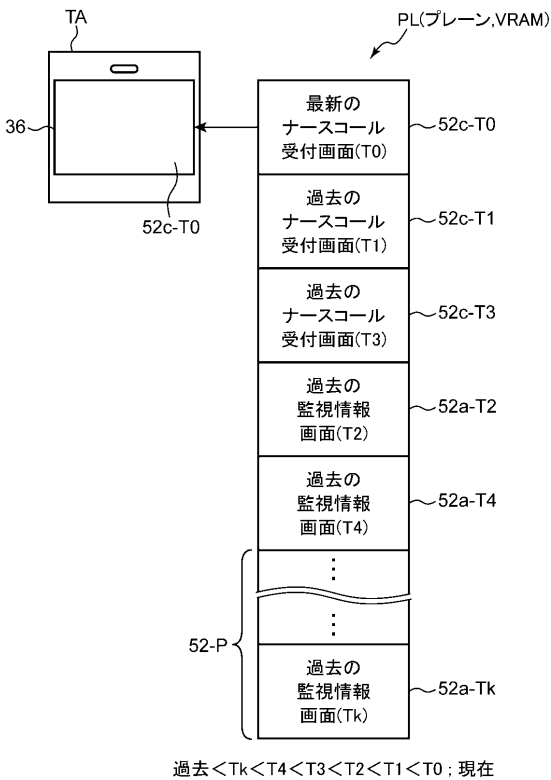 PL(プレーン,VRAM)
TA
36
52c-T0
最新の
ナースコール
受付画面(T0)
52c-T0
過去の
ナースコール
受付画面(T1)
52c-T1
過去の
ナースコール
受付画面(T3)
52c-T3
過去の
監視情報
画面(T2)
52a-T2
過去の
監視情報
画面(T4)
52a-T4
⋮
⋮
52-P
過去の
監視情報
画面(Tk)
52a-Tk
過去<Tk<T4<T3<T2<T1<T0 ; 現在